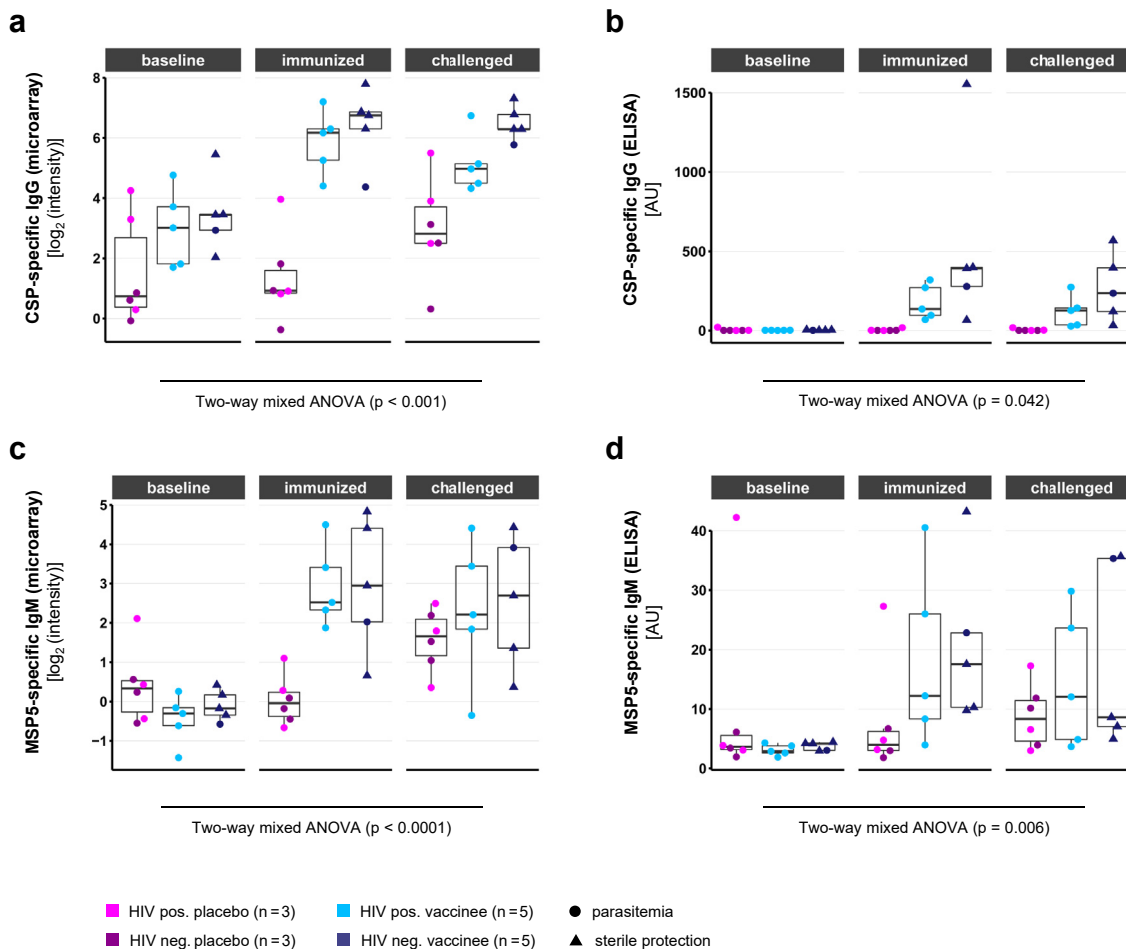 a
baseline immunized challenged
CSP-specific IgG (microarray)
[log2 (intensity)]
8
6
4
2
0
Two-way mixed ANOVA (p < 0.001)
b
baseline immunized challenged
CSP-specific IgG (ELISA)
[AU]
1500
1000
500
0
Two-way mixed ANOVA (p = 0.042)
c
baseline immunized challenged
MSP5-specific IgM (microarray)
[log2 (intensity)]
5
4
3
2
1
0
−1
Two-way mixed ANOVA (p < 0.0001)
d
baseline immunized challenged
MSP5-specific IgM (ELISA)
[AU]
40
30
20
10
0
Two-way mixed ANOVA (p = 0.006)
HIV pos. placebo (n = 3) HIV pos. vaccinee (n = 5) parasitemia
HIV neg. placebo (n = 3) HIV neg. vaccinee (n = 5) sterile protection